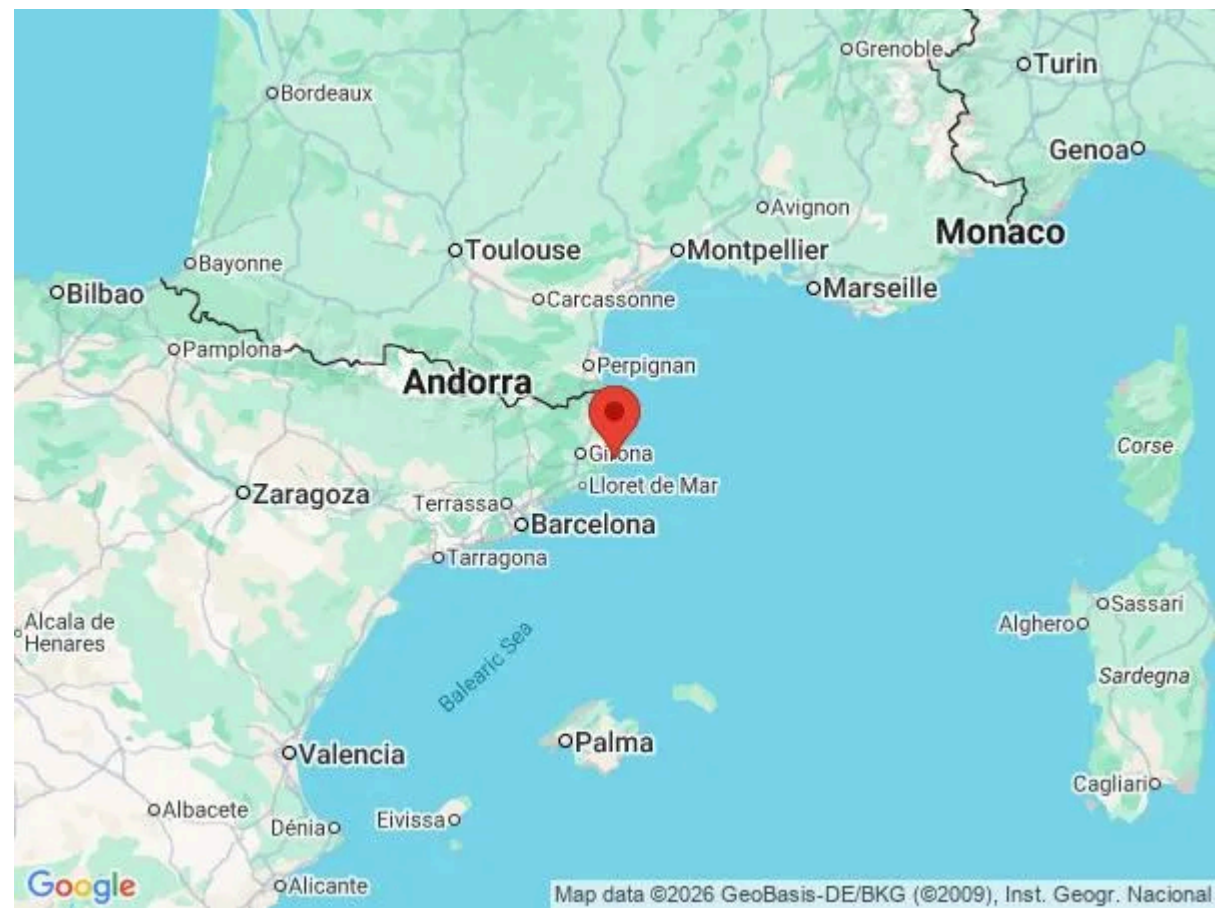 Grenoble
Turin
Bordeaux
Genoa
Avignon
Monaco
Toulouse
Montpellier
Bayonne
Marseille
Bilbao
Carcassonne
Pamplona
Perpignan
Andorra
Corse
Girona
Lloret de Mar
Zaragoza
Terrassa
Barcelona
Tarragona
Sassari
Alghero
Alcala de
Henares
Balearic Sea
Sardegna
Palma
Valencia
Cagliari
Albacete
Eivissa
Dénia
Alicante
Google
Map data ©2026 GeoBasis-DE/BKG (©2009), Inst. Geogr. Nacional